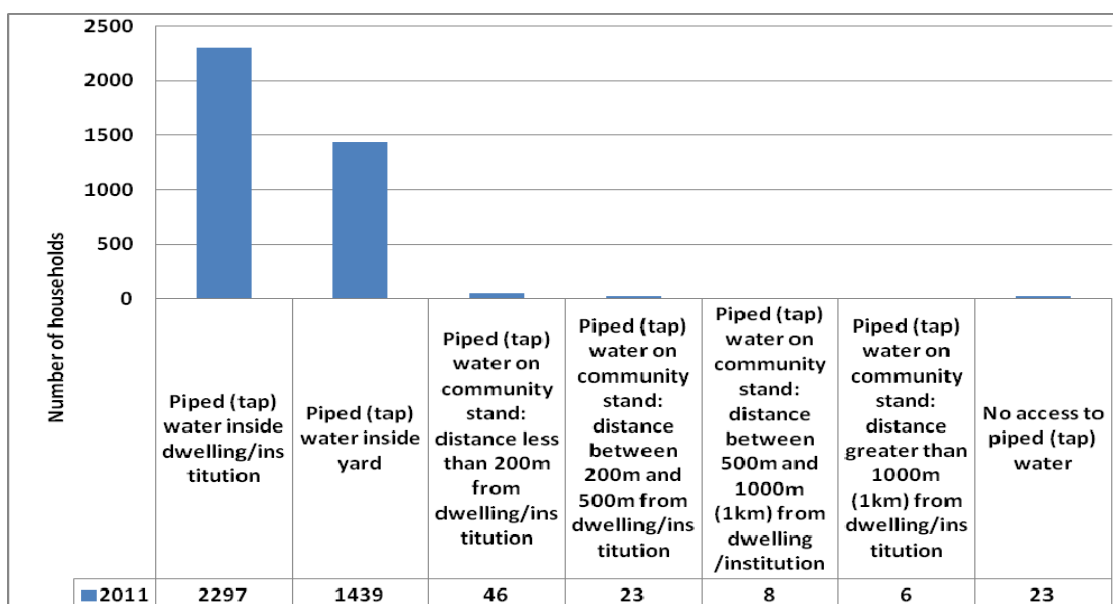 2500
2000
1500
1000
500
0
Number of households
Piped (tap)
water inside
dwelling/ins
titution
Piped (tap)
water inside
yard
Piped (tap)
water on
community
stand:
distance less
than 200m
from
dwelling/ins
titution
Piped (tap)
water on
community
stand:
distance
between
200m and
500m from
dwelling/ins
titution
Piped (tap)
water on
community
stand:
distance
between
500m and
1000m
(1km) from
dwelling
/institution
Piped (tap)
water on
community
stand:
distance
greater than
1000m
(1km) from
dwelling/ins
titution
No access to
piped (tap)
water
2011 2297 1439 46 23 8 6 23